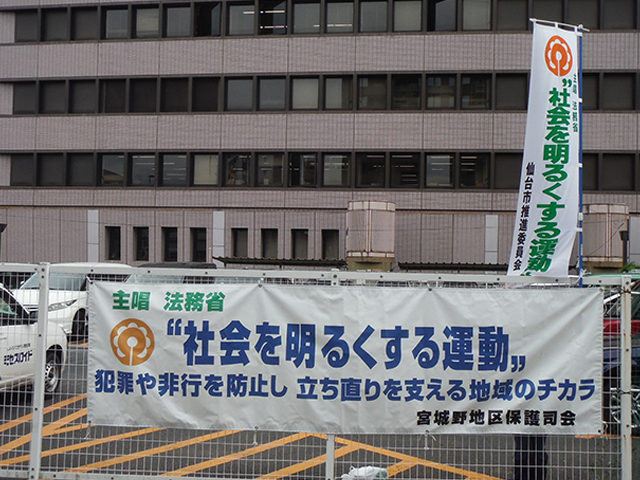 主唱 法務省
“社会を明るくする運動„
仙台市推進委員会
主唱 法務省
“社会を明るくする運動„
犯罪や非行を防止し 立ち直りを支える地域のチカラ
宮城野地区保護司会